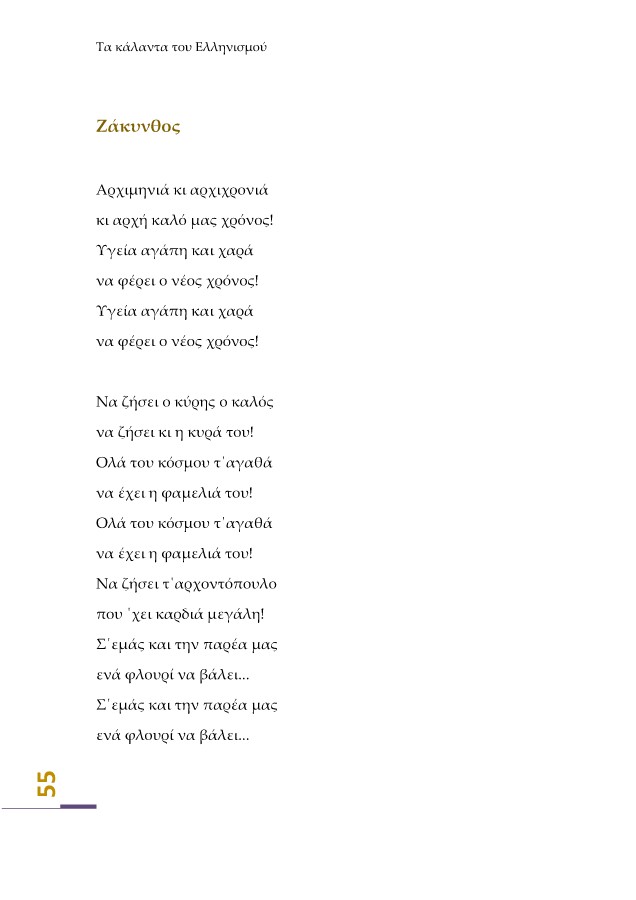 Τα κάλαντα του Ελληνισμού
Ζάκυνθος
Αρχιμηνιά κι αρχιχρονιά
κι αρχή καλό μας χρόνος!
Υγεία αγάπη και χαρά
να φέρει ο νέος χρόνος!
Υγεία αγάπη και χαρά
να φέρει ο νέος χρόνος!
Να ζήσει ο κύρης ο καλός
να ζήσει κι η κυρά του!
Ολά του κόσμου τ᾽αγαθά
να έχει η φαμελιά του!
Ολά του κόσμου τ᾽αγαθά
να έχει η φαμελιά του!
Να ζήσει τ᾽αρχοντόπουλο
που ᾽χει καρδιά μεγάλη!
Σ᾽εμάς και την παρέα μας
ενά φλουρί να βάλει...
Σ᾽εμάς και την παρέα μας
ενά φλουρί να βάλει...
55